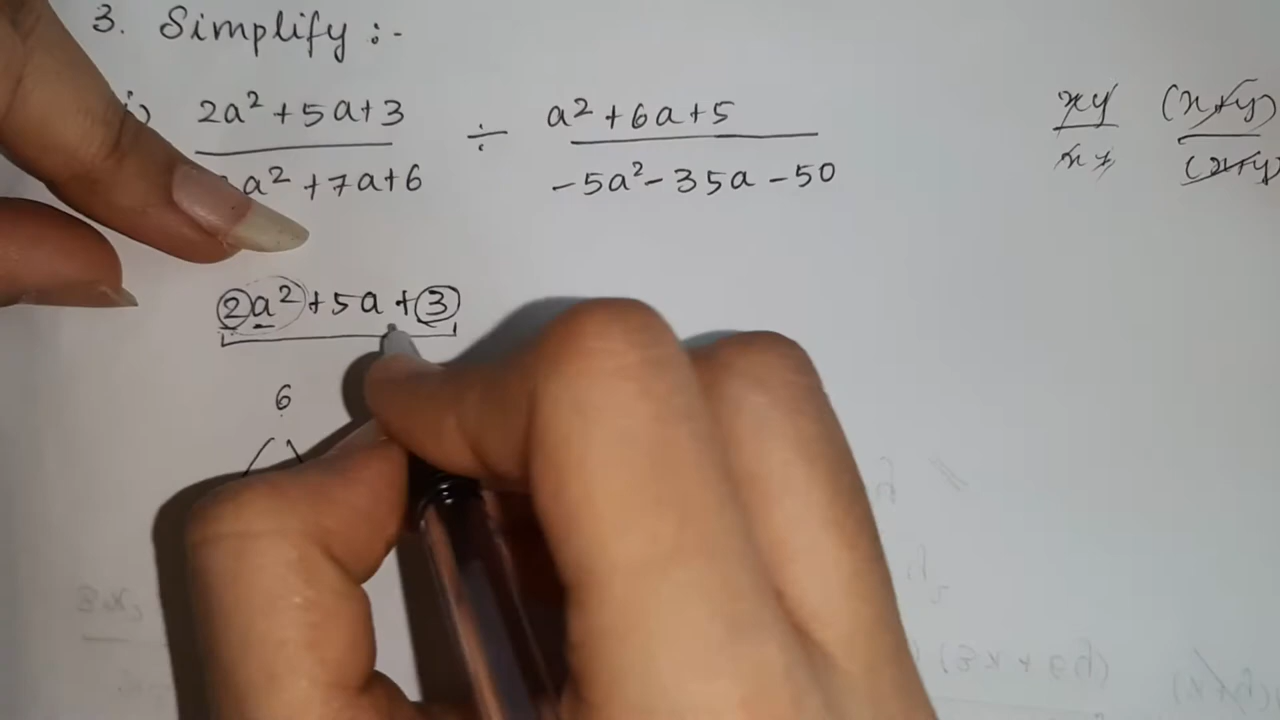 3. Simplify :-
i) 2a² + 5a + 3 ÷ a² + 6a + 5
a² + 7a + 6 -5a² - 35a - 50
xy (x+y)
(x+y)
2a² + 5a + 3
6